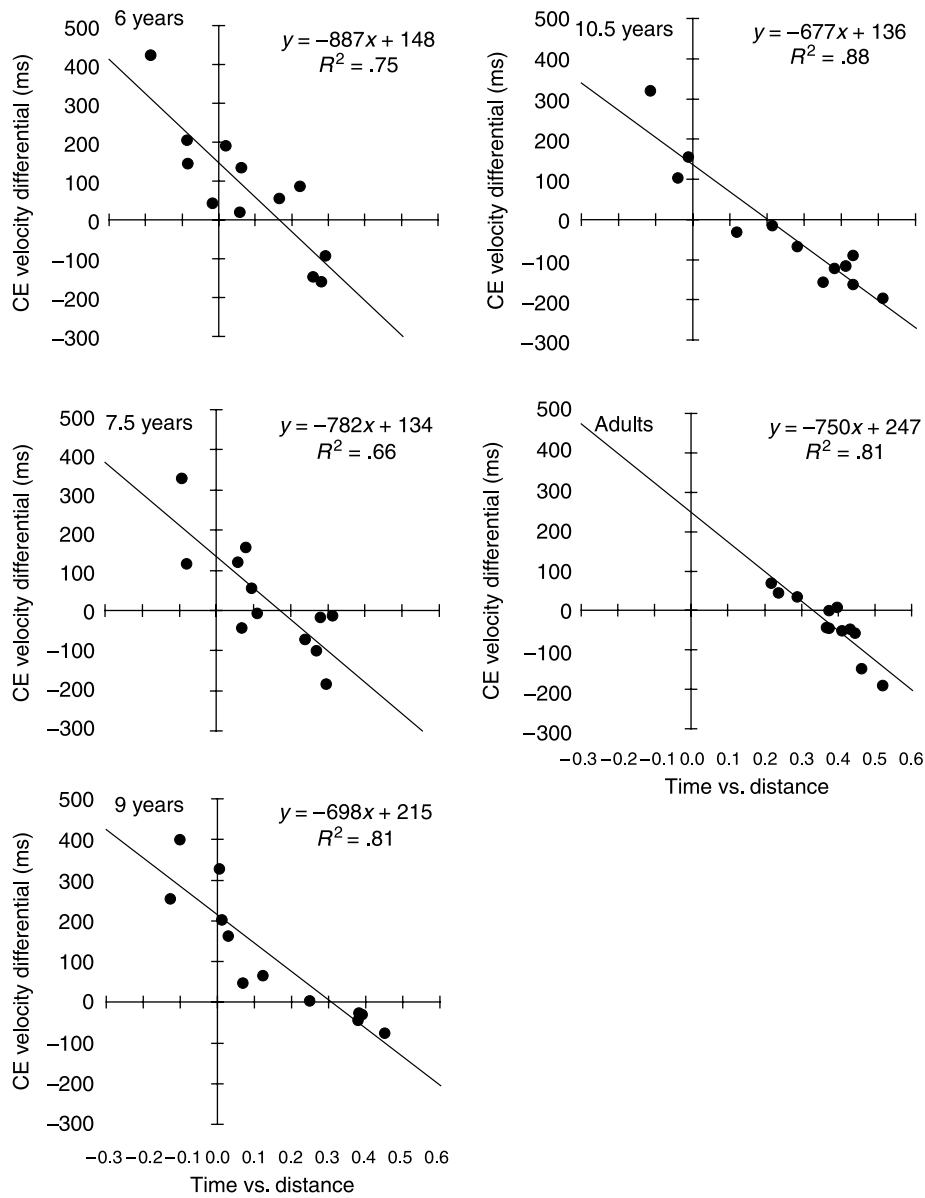 6 years
y = −887x + 148
R² = .75
CE velocity differential (ms)
500
400
300
200
100
0
−100
−200
−300
10.5 years
y = −677x + 136
R² = .88
CE velocity differential (ms)
500
400
300
200
100
0
−100
−200
−300
7.5 years
y = −782x + 134
R² = .66
CE velocity differential (ms)
500
400
300
200
100
0
−100
−200
−300
Adults
y = −750x + 247
R² = .81
CE velocity differential (ms)
500
400
300
200
100
0
−100
−200
−300
−0.3 −0.2 −0.1 0.0 0.1 0.2 0.3 0.4 0.5 0.6
Time vs. distance
9 years
y = −698x + 215
R² = .81
CE velocity differential (ms)
500
400
300
200
100
0
−100
−200
−300
−0.3 −0.2 −0.1 0.0 0.1 0.2 0.3 0.4 0.5 0.6
Time vs. distance